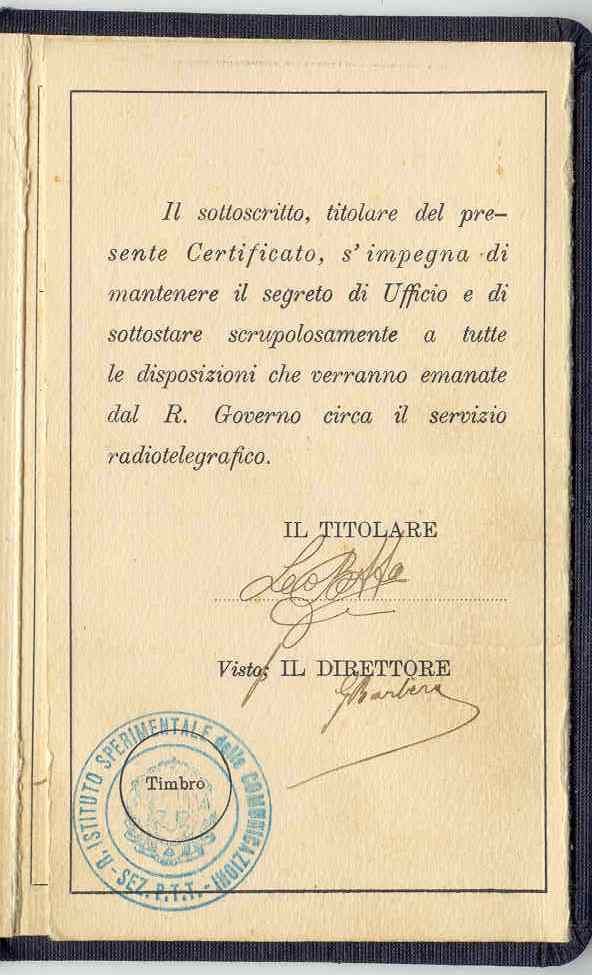 Il sottoscritto, titolare del pre-
sente Certificato, s'impegna di
mantenere il segreto di Ufficio e di
sottostare scrupolosamente a tutte
le disposizioni che verranno emanate
dal R. Governo circa il servizio
radiotelegrafico.
IL TITOLARE
Visto; IL DIRETTORE
G Barbera
R. ISTITUTO SPERIMENTALE delle COMUNICAZIONI
- SEZ. P.T.T. -
Timbro